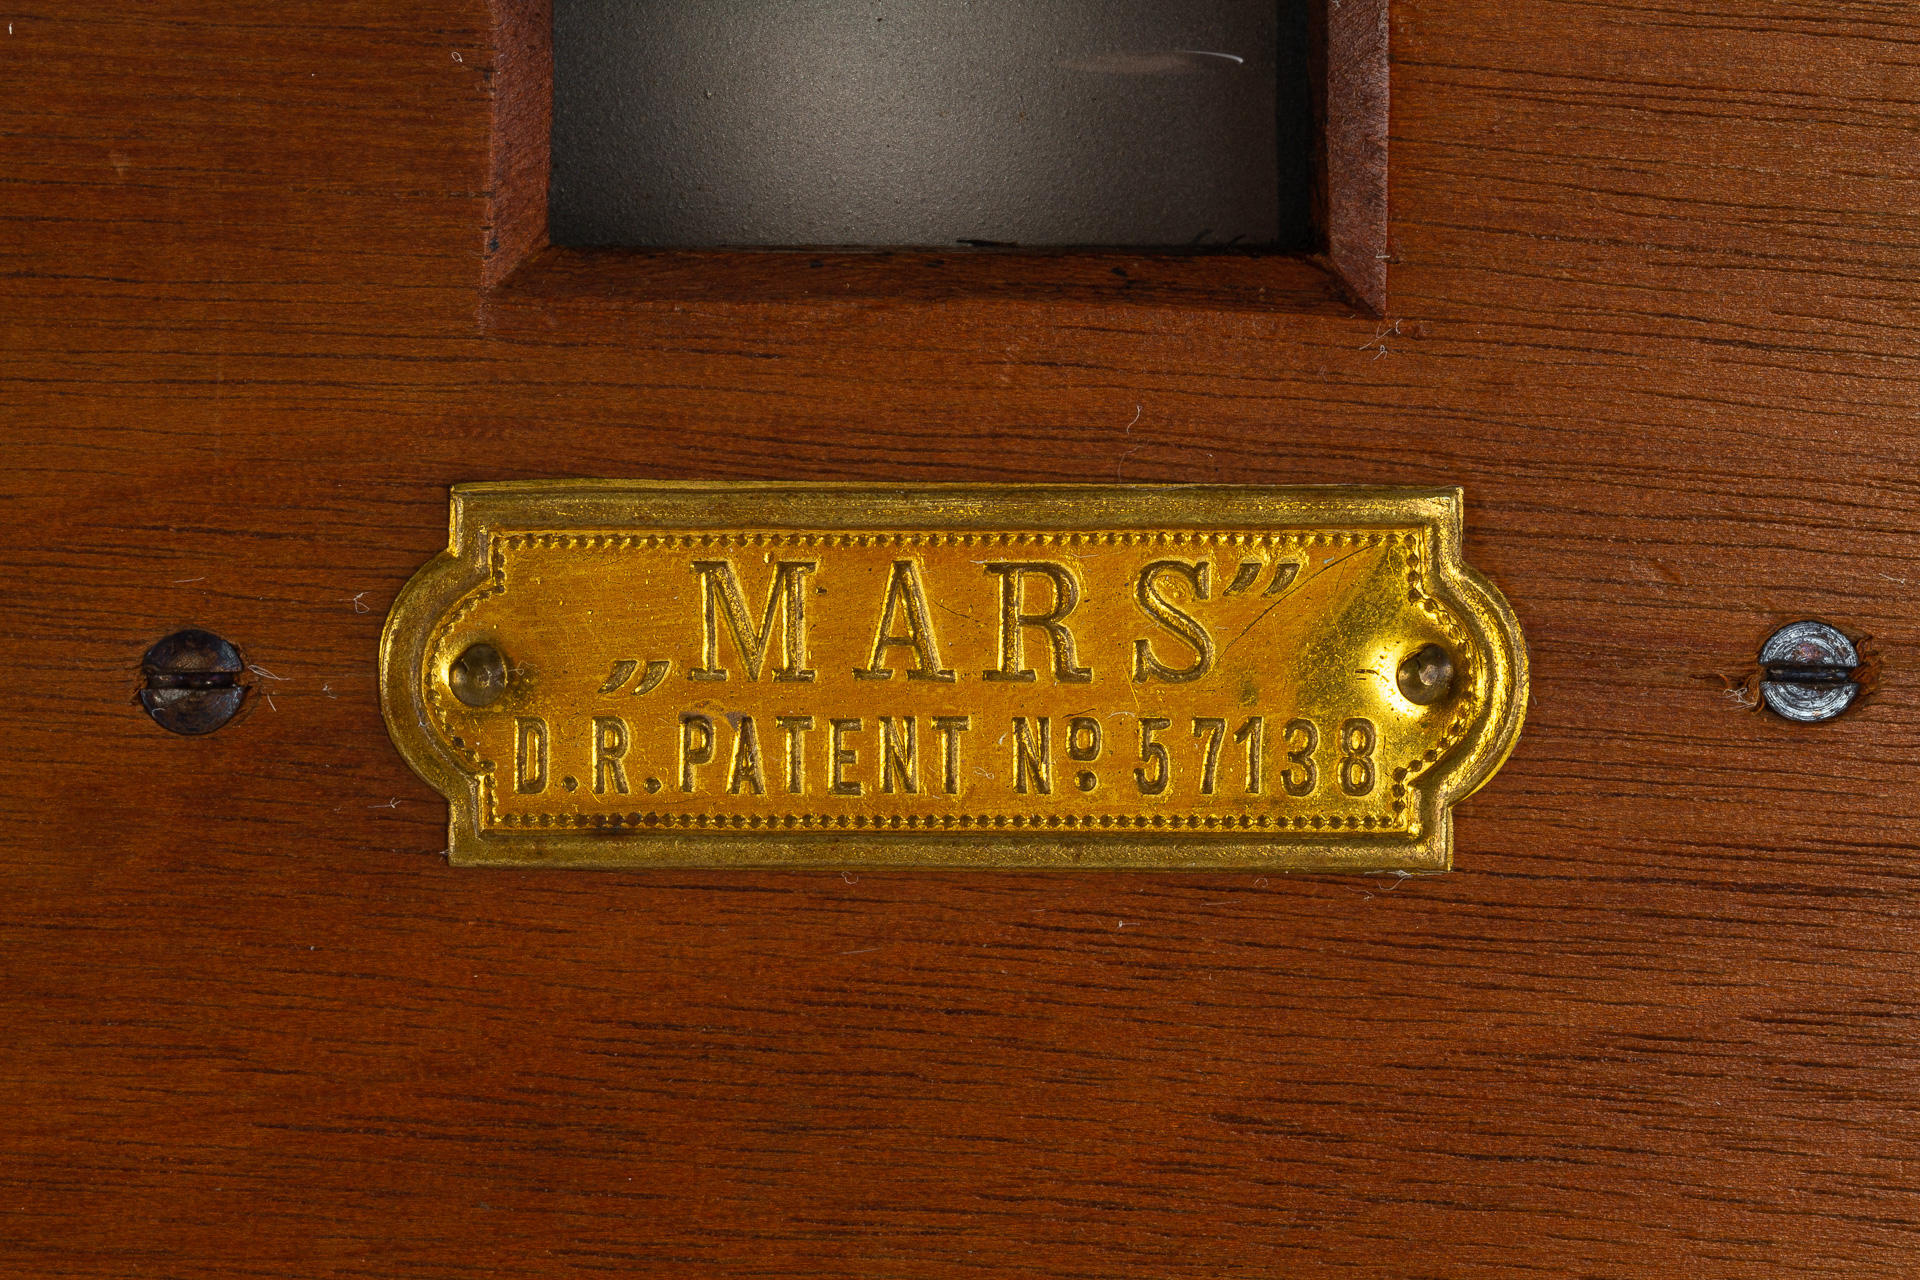 „MARS”
D.R.PATENT Nº 57138